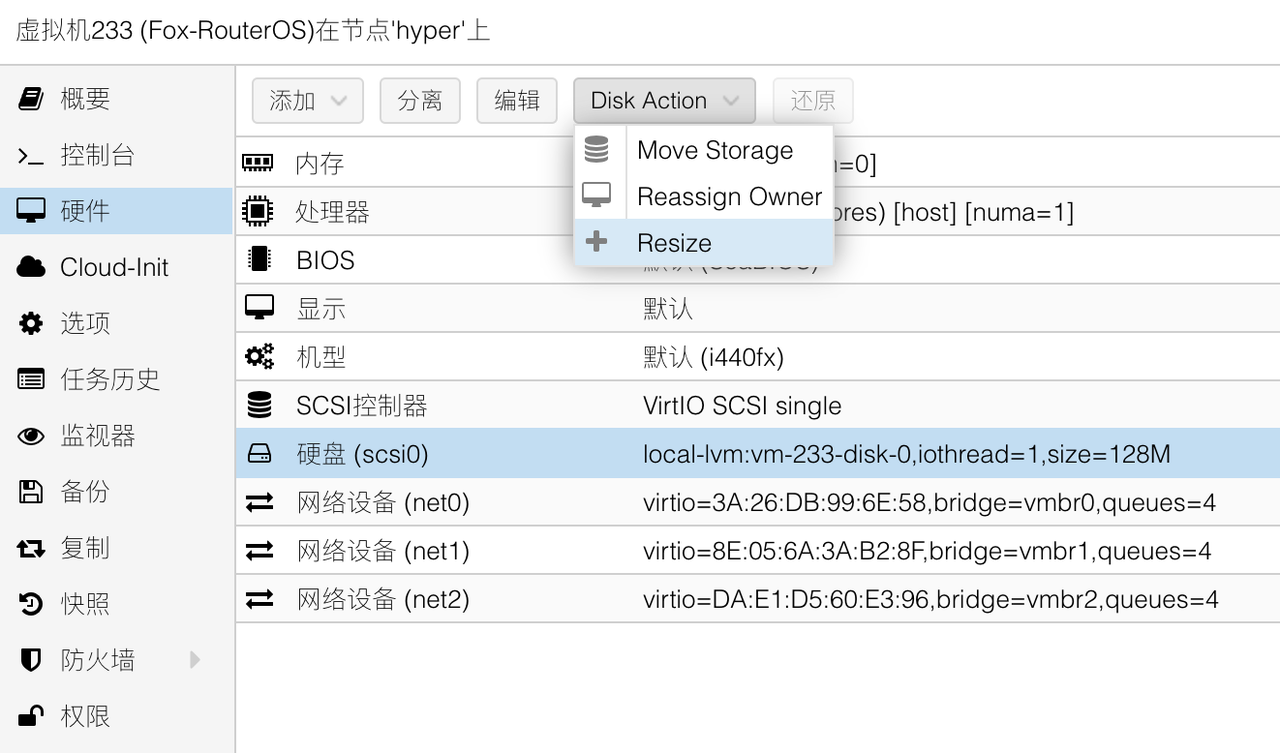 虚拟机233 (Fox-RouterOS)在节点'hyper'上
概要
控制台
硬件
Cloud-Init
选项
任务历史
监视器
备份
复制
快照
防火墙
权限
添加 分离 编辑 Disk Action 还原
Move Storage
Reassign Owner
Resize
内存 =0]
处理器 ores) [host] [numa=1]
BIOS
显示 默认
机型 默认 (i440fx)
SCSI控制器 VirtIO SCSI single
硬盘 (scsi0) local-lvm:vm-233-disk-0,iothread=1,size=128M
网络设备 (net0) virtio=3A:26:DB:99:6E:58,bridge=vmbr0,queues=4
网络设备 (net1) virtio=8E:05:6A:3A:B2:8F,bridge=vmbr1,queues=4
网络设备 (net2) virtio=DA:E1:D5:60:E3:96,bridge=vmbr2,queues=4